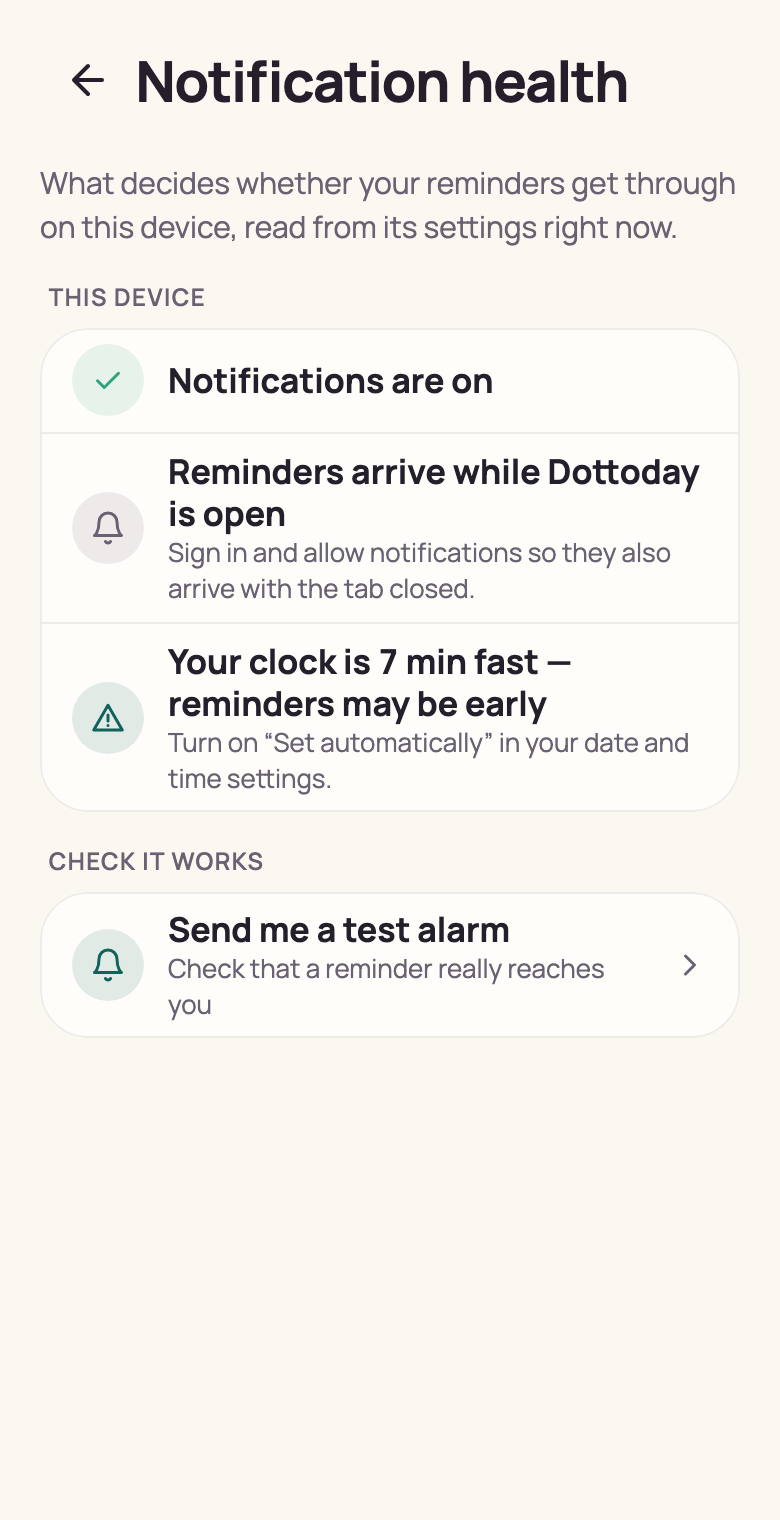 Notification health
What decides whether your reminders get through
on this device, read from its settings right now.
THIS DEVICE
Notifications are on
Reminders arrive while Dottoday
is open
Sign in and allow notifications so they also
arrive with the tab closed.
Your clock is 7 min fast —
reminders may be early
Turn on “Set automatically” in your date and
time settings.
CHECK IT WORKS
Send me a test alarm
Check that a reminder really reaches
you